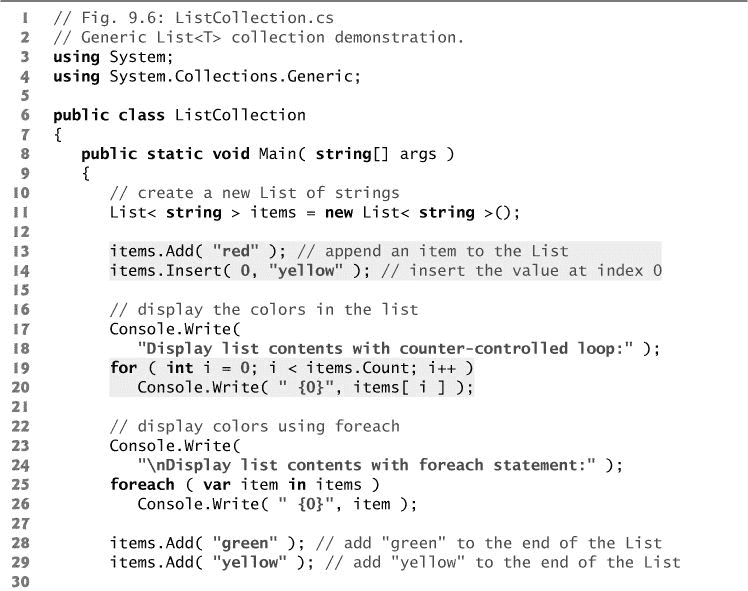 1 // Fig. 9.6: ListCollection.cs
2 // Generic List<T> collection demonstration.
3 using System;
4 using System.Collections.Generic;
5
6 public class ListCollection
7 {
8 public static void Main( string[] args )
9 {
10 // create a new List of strings
11 List< string > items = new List< string >();
12
13 items.Add( "red" ); // append an item to the List
14 items.Insert( 0, "yellow" ); // insert the value at index 0
15
16 // display the colors in the list
17 Console.Write(
18 "Display list contents with counter-controlled loop:" );
19 for ( int i = 0; i < items.Count; i++ )
20 Console.Write( " {0}", items[ i ] );
21
22 // display colors using foreach
23 Console.Write(
24 "\nDisplay list contents with foreach statement:" );
25 foreach ( var item in items )
26 Console.Write( " {0}", item );
27
28 items.Add( "green" ); // add "green" to the end of the List
29 items.Add( "yellow" ); // add "yellow" to the end of the List
30